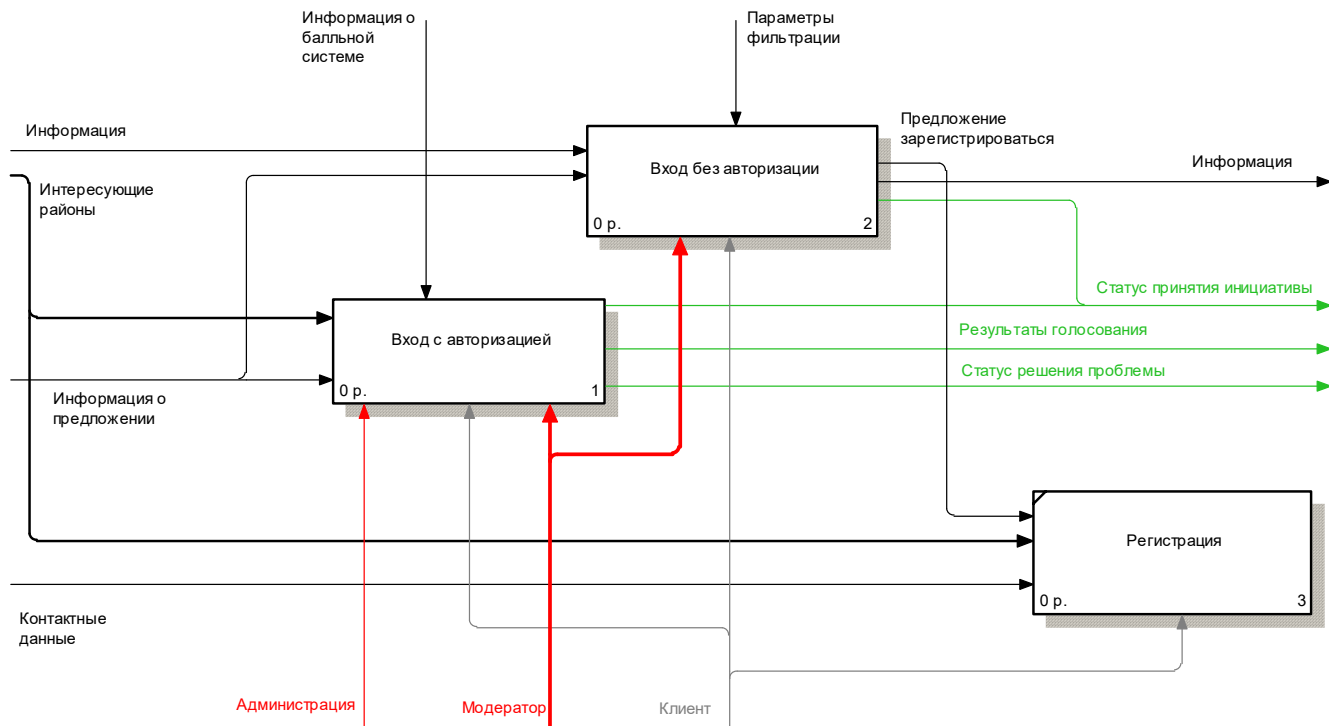 Информация о
балльной
системе
Параметры
фильтрации
Информация
Предложение
зарегистрироваться
Вход без авторизации
Информация
Интересующие
районы
0 р.
2
Статус принятия инициативы
Вход с авторизацией
Результаты голосования
Статус решения проблемы
0 р.
1
Информация о
предложении
Регистрация
0 р.
3
Контактные
данные
Администрация
Модератор
Клиент